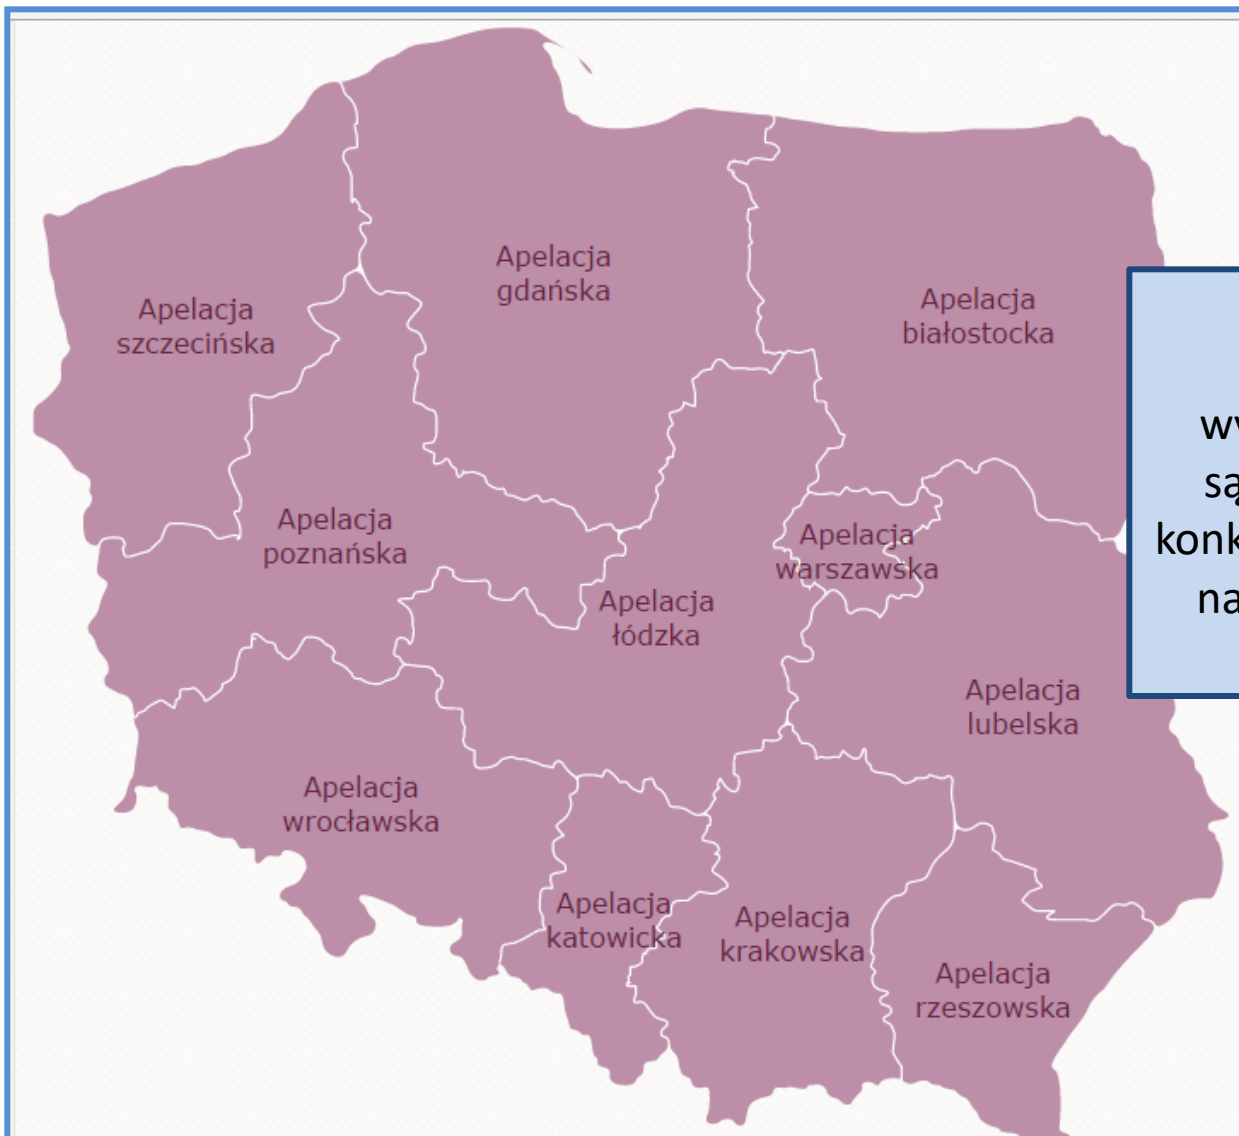 Apelacja
gdańska
Apelacja
szczecińska
Apelacja
białostocka
Apelacja
poznańska
Apelacja
warszawska
Apelacja
łódzka
Apelacja
lubelska
Apelacja
wrocławska
Apelacja
katowicka
Apelacja
krakowska
Apelacja
rzeszowska